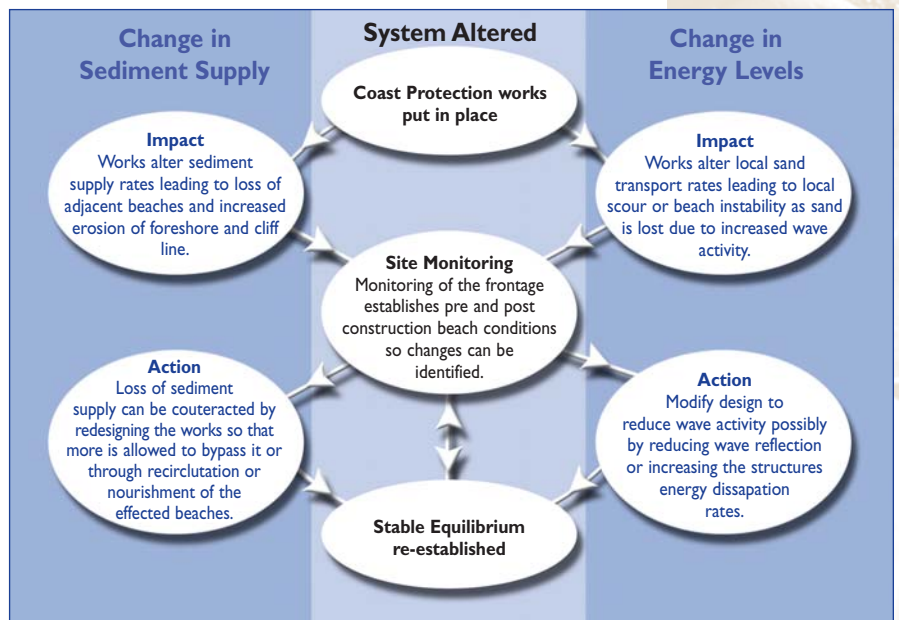 Change in
Sediment Supply
System Altered
Change in
Energy Levels
Coast Protection works
put in place
Impact
Works alter sediment
supply rates leading to loss of
adjacent beaches and increased
erosion of foreshore and cliff
line.
Impact
Works alter local sand
transport rates leading to local
scour or beach instability as sand
is lost due to increased wave
activity.
Site Monitoring
Monitoring of the frontage
establishes pre and post
construction beach conditions
so changes can be
identified.
Action
Loss of sediment
supply can be couteracted by
redesigning the works so that
more is allowed to bypass it or
through recirclutation or
nourishment of the
effected beaches.
Action
Modify design to
reduce wave activity possibly
by reducing wave reflection
or increasing the structures
energy dissapation
rates.
Stable Equilibrium
re-established